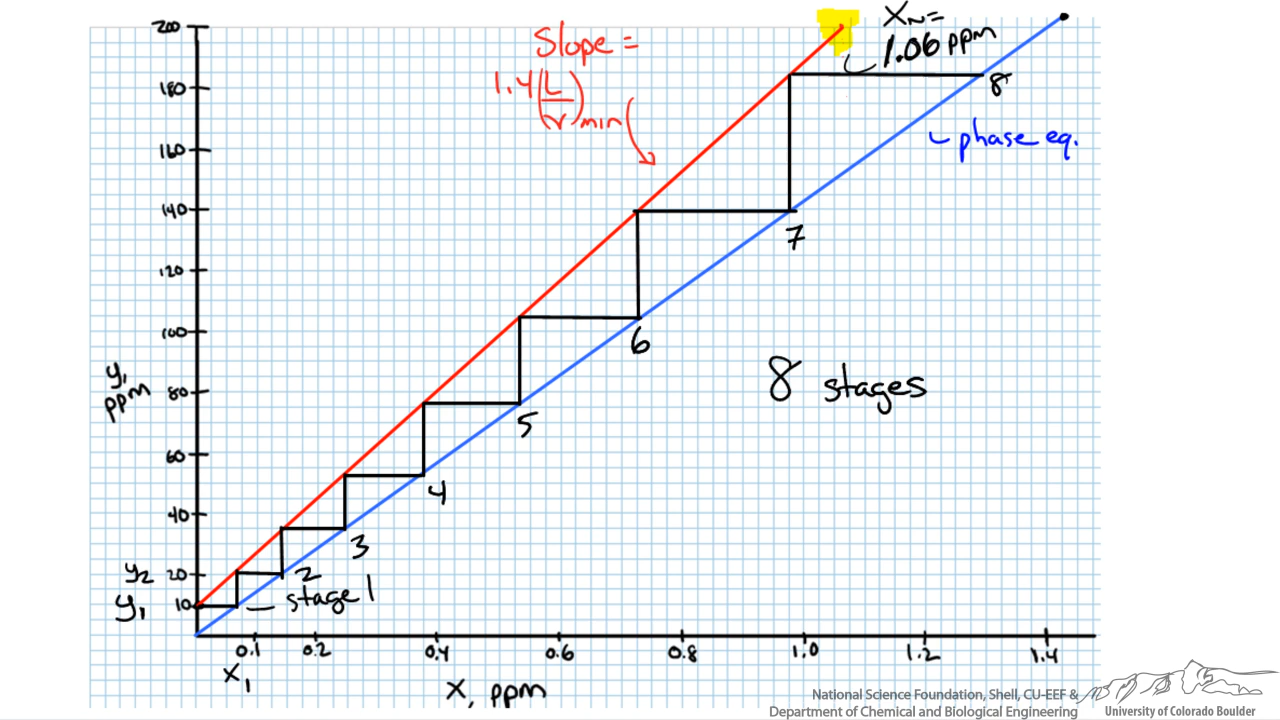 200
180
160
140
120
100
80
60
40
20
10
y, ppm
y2
y1
Slope =
1.4(L/V)min
XN =
1.06 ppm
phase eq.
8
7
6
5
4
3
2
stage 1
8 stages
0.1
0.2
0.4
0.6
0.8
1.0
1.2
1.4
x1
x, ppm
National Science Foundation, Shell, CU-EEF &
Department of Chemical and Biological Engineering
University of Colorado Boulder